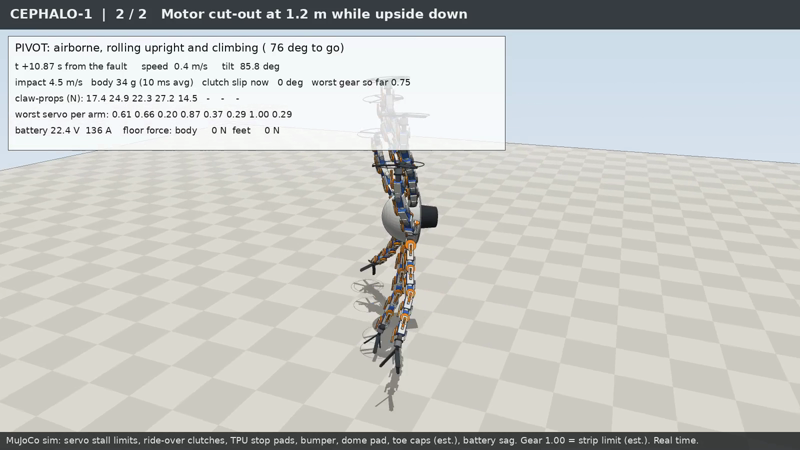 CEPHALO-1 | 2 / 2 Motor cut-out at 1.2 m while upside down
PIVOT: airborne, rolling upright and climbing ( 76 deg to go)
t +10.87 s from the fault speed 0.4 m/s tilt 85.8 deg
impact 4.5 m/s body 34 g (10 ms avg) clutch slip now 0 deg worst gear so far 0.75
claw-props (N): 17.4 24.9 22.3 27.2 14.5 - - -
worst servo per arm: 0.61 0.66 0.20 0.87 0.37 0.29 1.00 0.29
battery 22.4 V 136 A floor force: body 0 N feet 0 N
MuJoCo sim: servo stall limits, ride-over clutches, TPU stop pads, bumper, dome pad, toe caps (est.), battery sag. Gear 1.00 = strip limit (est.). Real time.